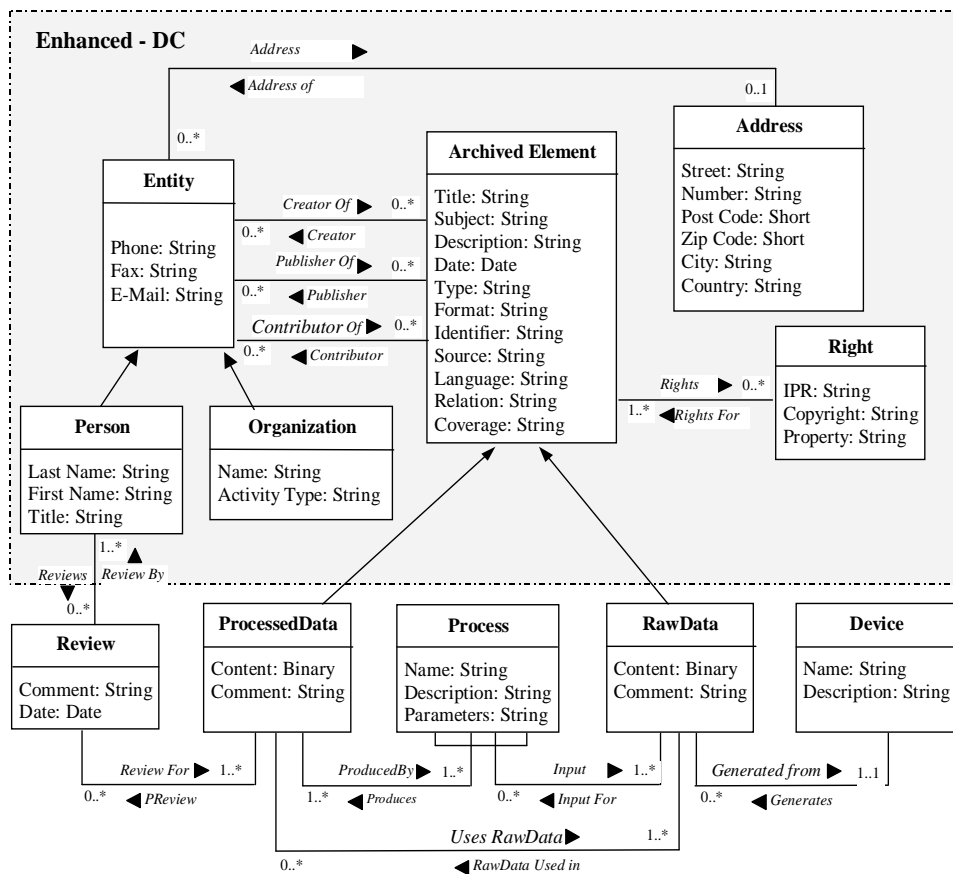 Enhanced - DC
Address
Address of
0..1
0..*
Address
Street: String
Number: String
Post Code: Short
Zip Code: Short
City: String
Country: String
Entity
Phone: String
Fax: String
E-Mail: String
Creator Of
0..*
0..*
Creator
Publisher Of
0..*
0..*
Publisher
Contributor Of
0..*
0..*
Contributor
Archived Element
Title: String
Subject: String
Description: String
Date: Date
Type: String
Format: String
Identifier: String
Source: String
Language: String
Relation: String
Coverage: String
Rights
0..*
1..*
Rights For
Right
IPR: String
Copyright: String
Property: String
Person
Last Name: String
First Name: String
Title: String
Organization
Name: String
Activity Type: String
1..*
Reviews
Review By
0..*
Review
Comment: String
Date: Date
ProcessedData
Content: Binary
Comment: String
Process
Name: String
Description: String
Parameters: String
RawData
Content: Binary
Comment: String
Device
Name: String
Description: String
Review For
1..*
0..*
PReview
ProducedBy
1..*
1..*
Produces
Input
1..*
0..*
Input For
Generated from
1..1
0..*
Generates
Uses RawData
1..*
0..*
RawData Used in